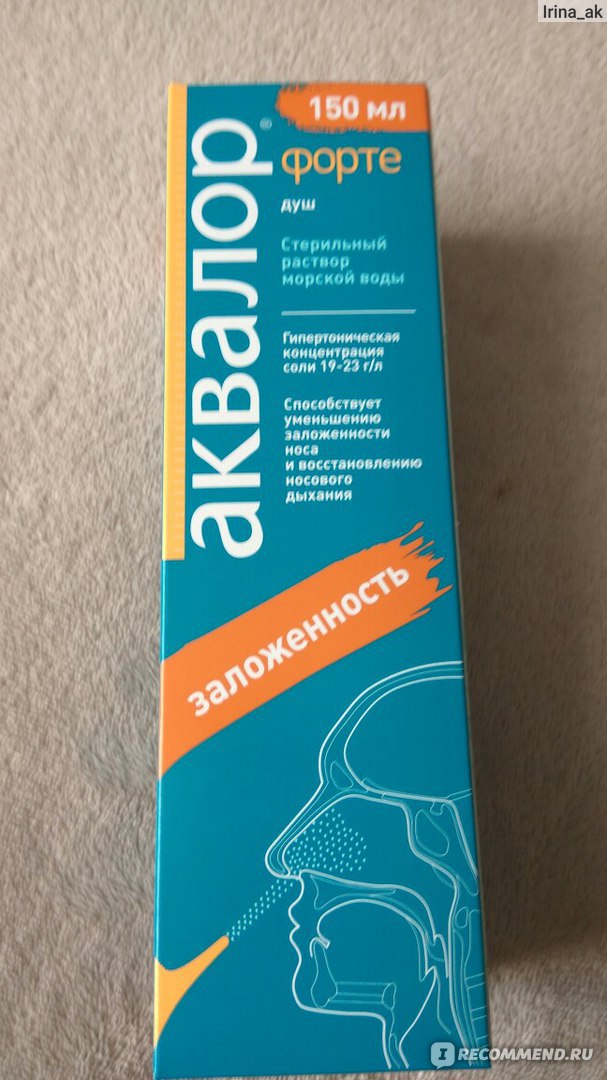 Irina_ak
150 мл
аквалор®
форте
душ
Стерильный
раствор
морской воды
Гипертоническая
концентрация
соли 19-23 г/л
Способствует
уменьшению
заложенности
носа
и восстановлению
носового
дыхания
заложенность
IRECOMMEND.RU